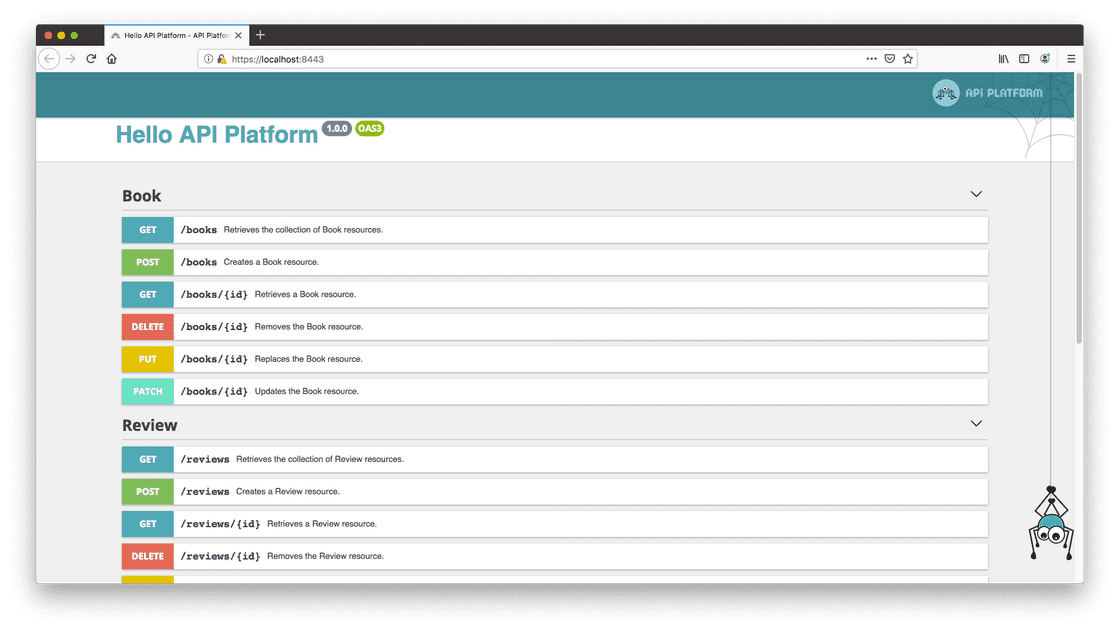 Hello API Platform - API Platfor
https://localhost:8443
API PLATFORM
Hello API Platform 1.0.0 OAS3
Book
GET /books Retrieves the collection of Book resources.
POST /books Creates a Book resource.
GET /books/{id} Retrieves a Book resource.
DELETE /books/{id} Removes the Book resource.
PUT /books/{id} Replaces the Book resource.
PATCH /books/{id} Updates the Book resource.
Review
GET /reviews Retrieves the collection of Review resources.
POST /reviews Creates a Review resource.
GET /reviews/{id} Retrieves a Review resource.
DELETE /reviews/{id} Removes the Review resource.